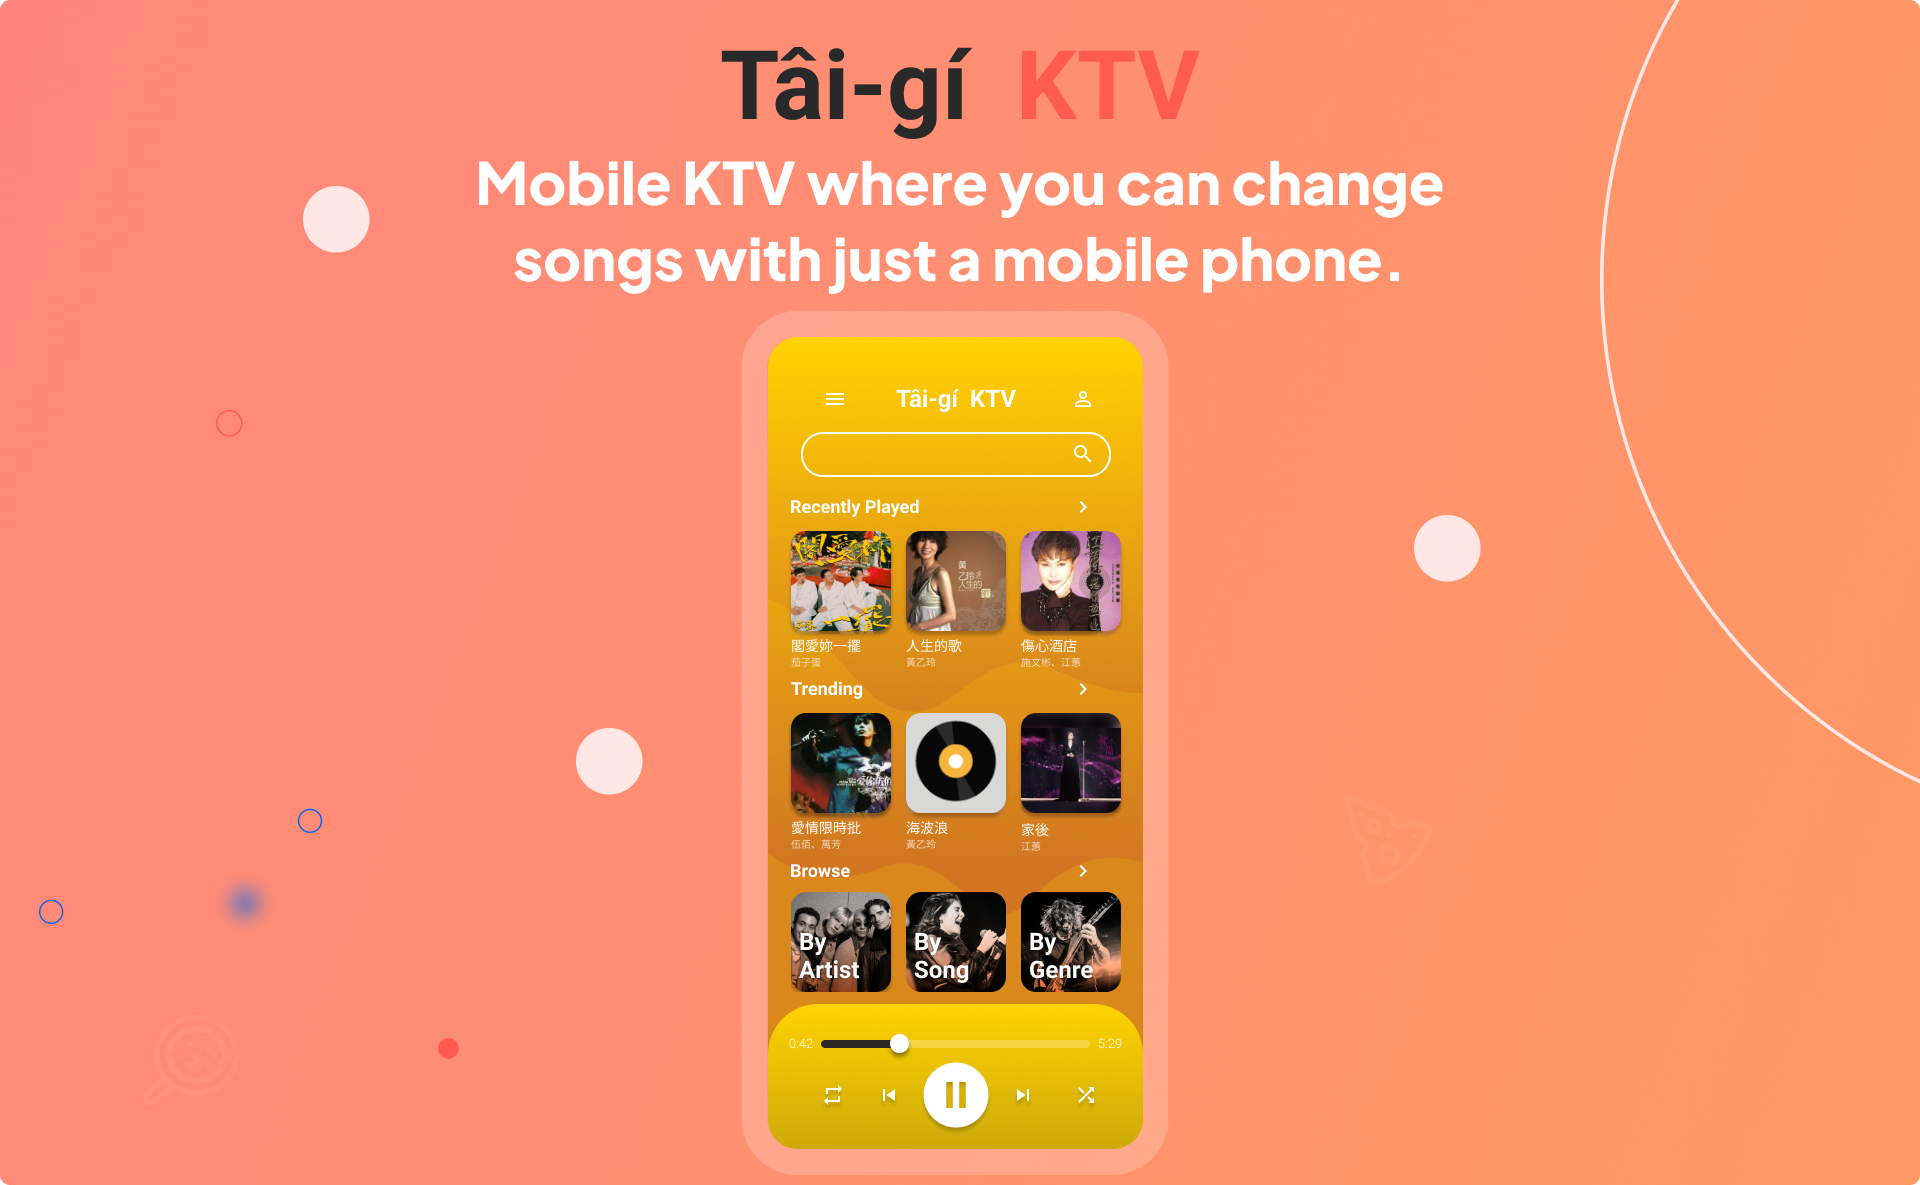 Tâi-gí KTV
Mobile KTV where you can change
songs with just a mobile phone.
Tâi-gí KTV
Recently Played
閣愛妳一擺
茄子蛋
人生的歌
黃乙玲
傷心酒店
施文彬、江蕙
Trending
愛情限時批
伍佰、萬芳
海波浪
黃乙玲
家後
江蕙
Browse
By
Artist
By
Song
By
Genre
0:42
5:29